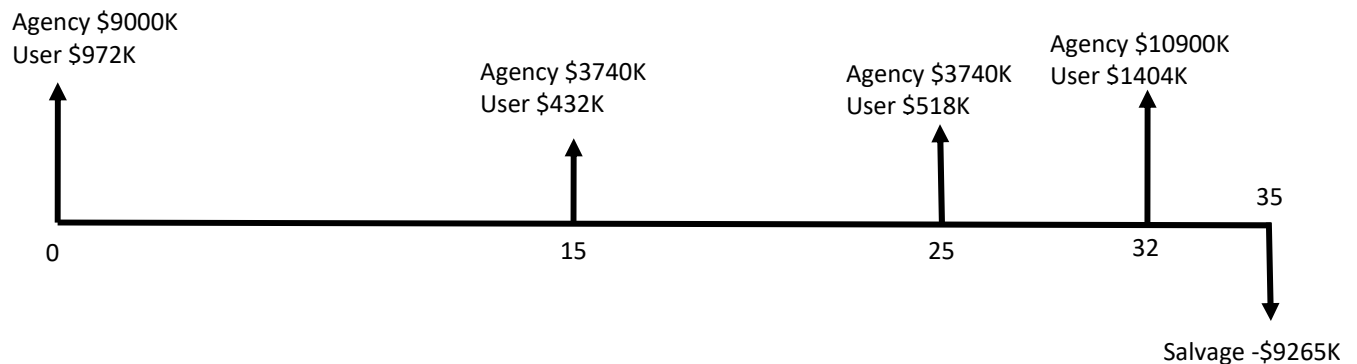 Agency $9000K
User $972K
Agency $3740K
User $432K
Agency $3740K
User $518K
Agency $10900K
User $1404K
35
0
15
25
32
Salvage -$9265K